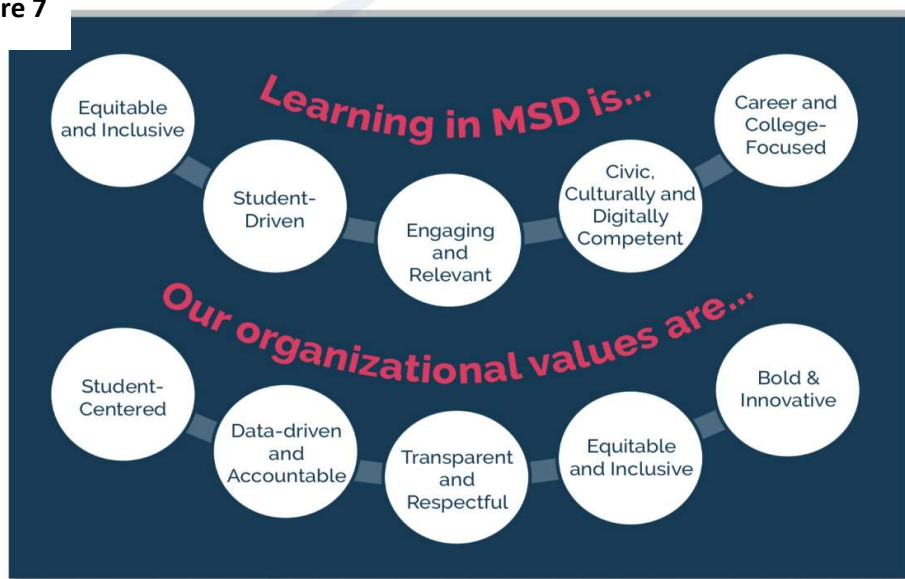 re 7
Learning in MSD is...
Equitable
and Inclusive
Student-
Driven
Engaging
and
Relevant
Civic,
Culturally and
Digitally
Competent
Career and
College-
Focused
Our organizational values are...
Student-
Centered
Data-driven
and
Accountable
Transparent
and
Respectful
Equitable
and Inclusive
Bold &
Innovative